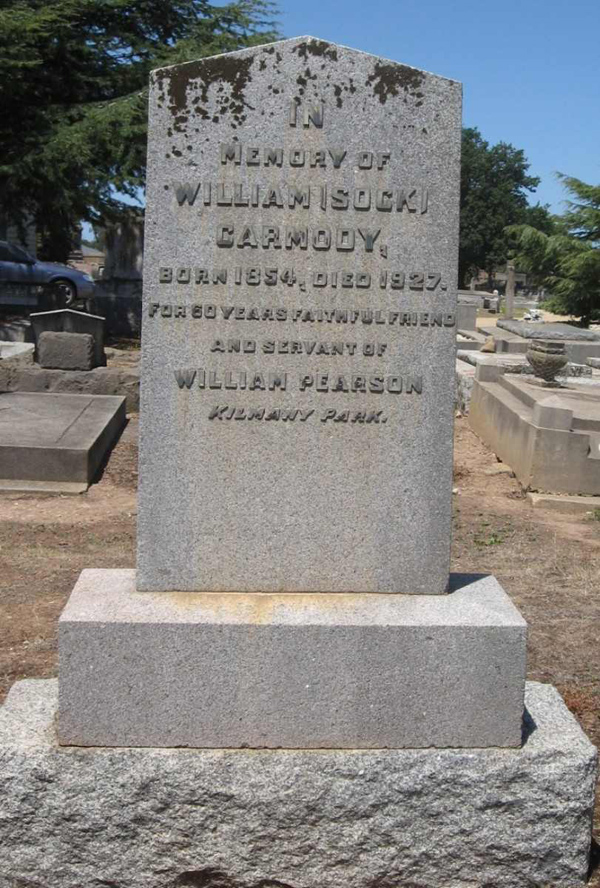 IN
MEMORY OF
WILLIAM (SOCK)
CARMODY,
BORN 1854, DIED 1927.
FOR 60 YEARS FAITHFUL FRIEND
AND SERVANT OF
WILLIAM PEARSON
KILMANY PARK.